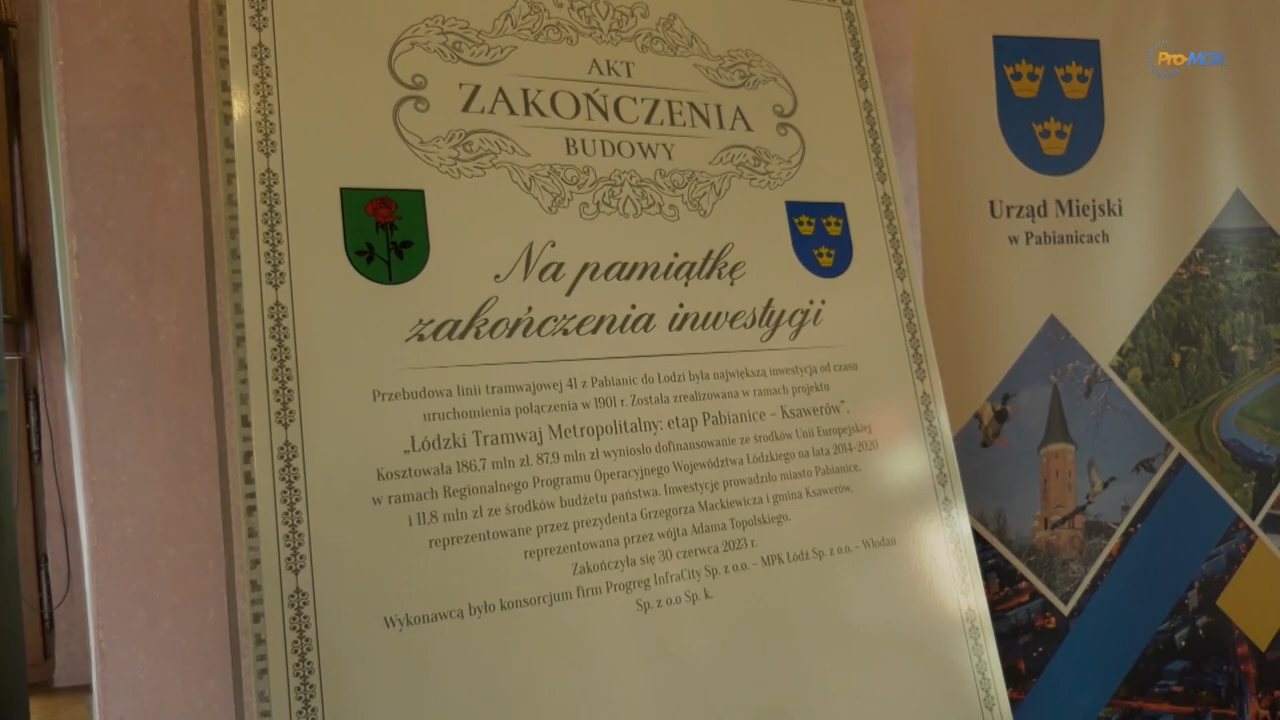 AKT
ZAKOŃCZENIA
BUDOWY
Na pamiątkę
zakończenia inwestycji
Przebudowa linii tramwajowej 41 z Pabianic do Łodzi była największą inwestycją od czasu
uruchomienia połączenia w 1901 r. Została zrealizowana w ramach projektu
„Łódzki Tramwaj Metropolitalny: etap Pabianice – Ksawerów”.
Kosztowała 186,7 mln zł. 87,9 mln zł wyniosło dofinansowanie ze środków Unii Europejskiej
w ramach Regionalnego Programu Operacyjnego Województwa Łódzkiego na lata 2014-2020
i 11,8 mln zł ze środków budżetu państwa. Inwestycję prowadziło miasto Pabianice,
reprezentowane przez prezydenta Grzegorza Mackiewicza i gmina Ksawerów,
reprezentowana przez wójta Adama Topolskiego.
Zakończyła się 30 czerwca 2023 r.
Wykonawcą było konsorcjum firm Progreg InfraCity Sp. z o.o. – MPK Łódź Sp. z o.o. – Włodan
Sp. z o.o Sp. k.
Pro-MOK
Urząd Miejski
w Pabianicach